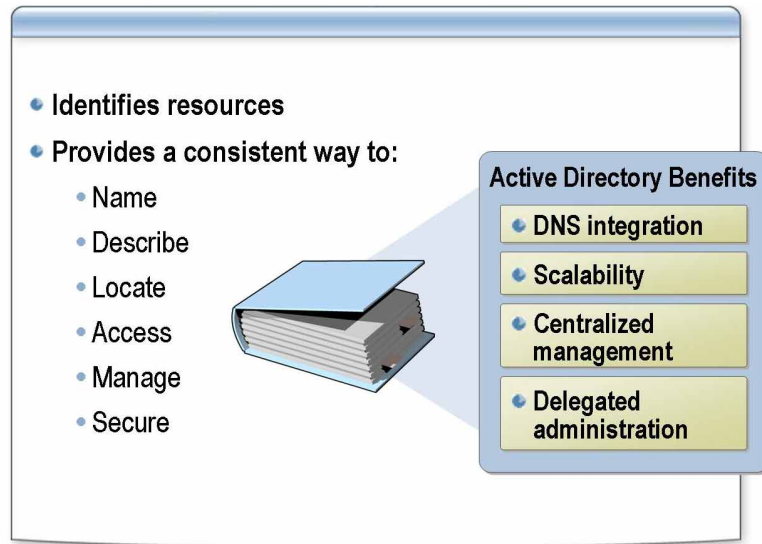 Identifies resources
Provides a consistent way to:
Name
Describe
Locate
Access
Manage
Secure
Active Directory Benefits
DNS integration
Scalability
Centralized
management
Delegated
administration